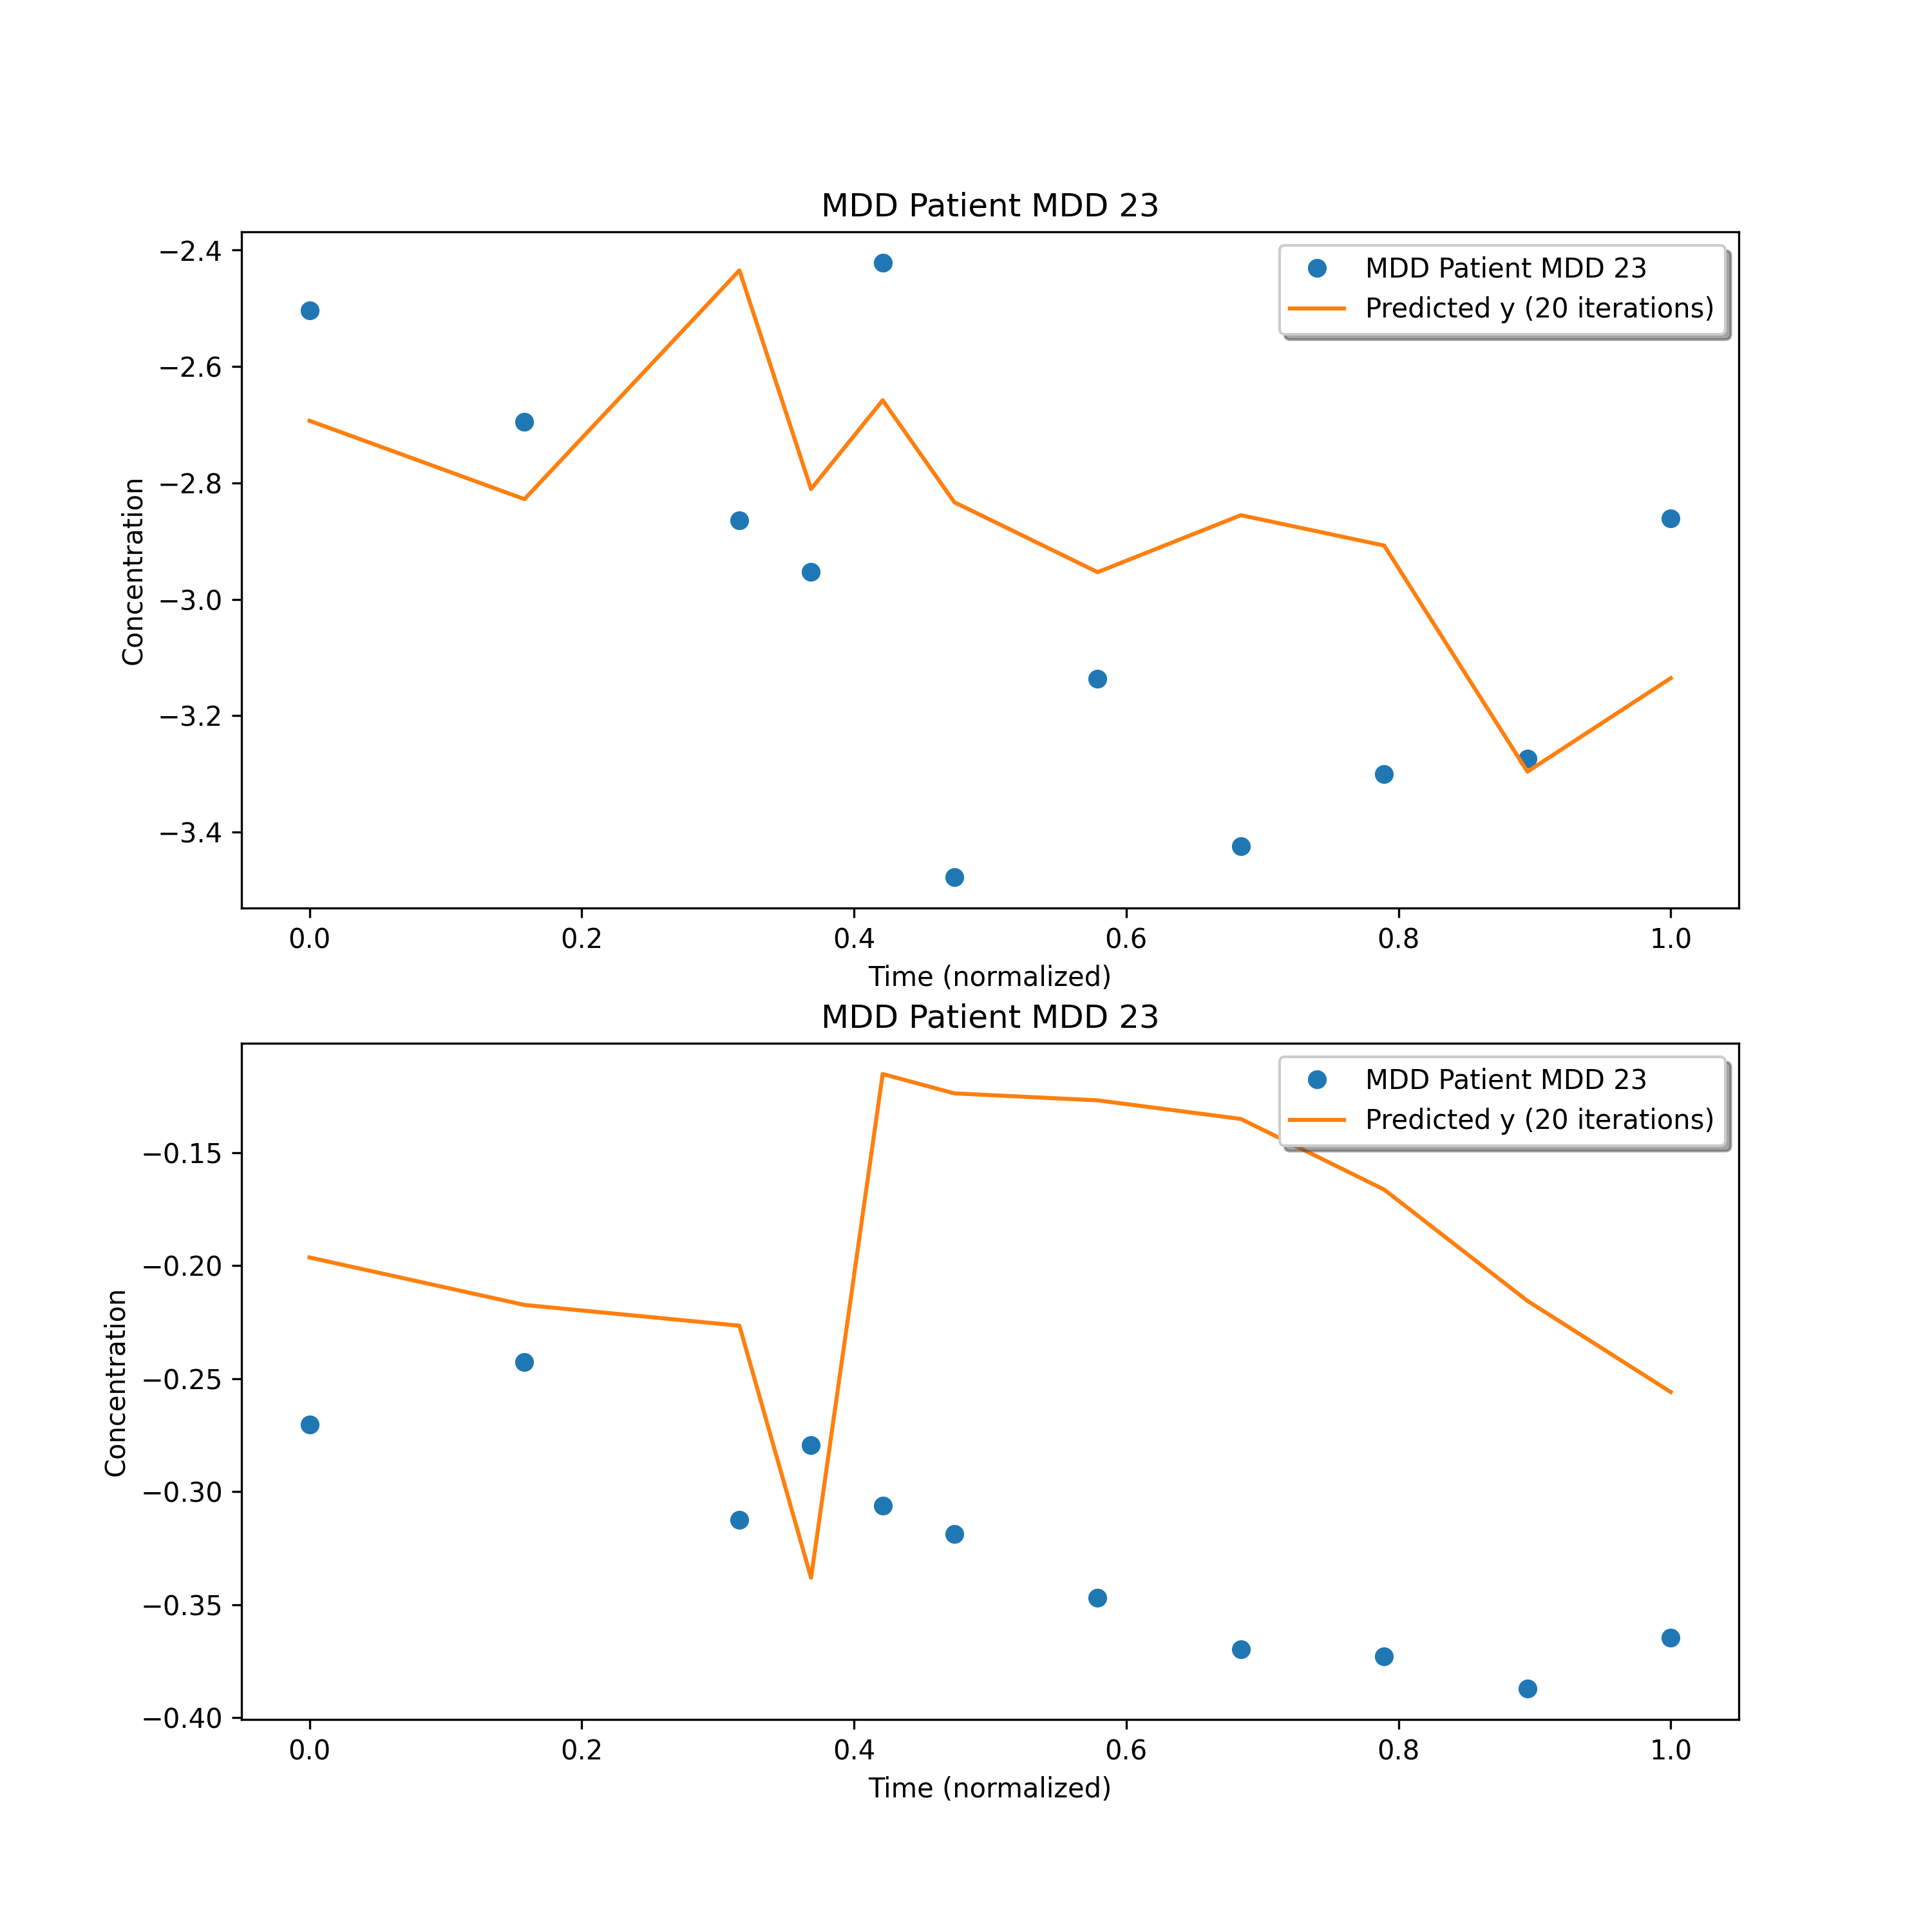 MDD Patient MDD 23
−2.4
−2.6
−2.8
−3.0
−3.2
−3.4
Concentration
MDD Patient MDD 23
Predicted y (20 iterations)
0.0 0.2 0.4 0.6 0.8 1.0
Time (normalized)
MDD Patient MDD 23
−0.15
−0.20
−0.25
−0.30
−0.35
−0.40
Concentration
MDD Patient MDD 23
Predicted y (20 iterations)
0.0 0.2 0.4 0.6 0.8 1.0
Time (normalized)